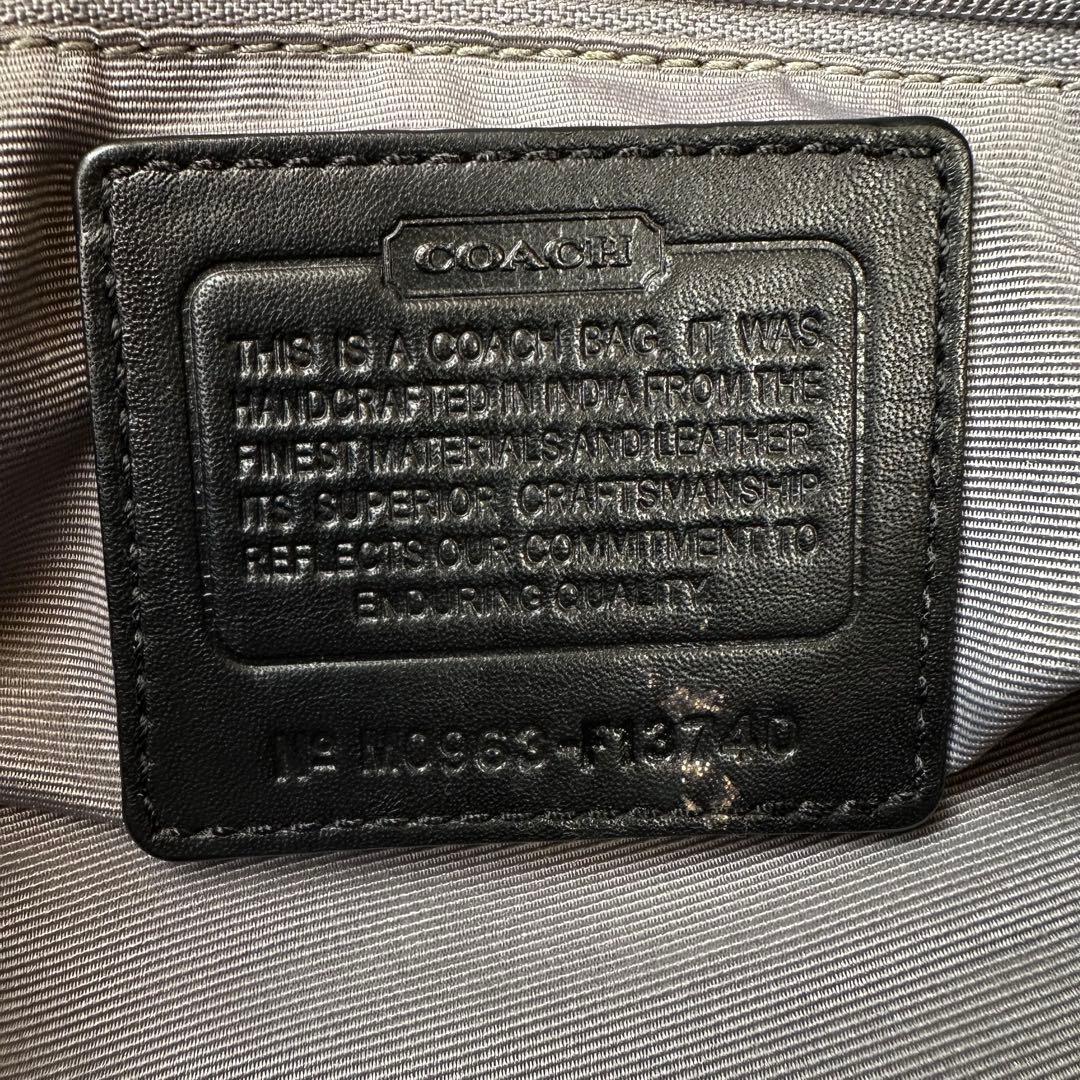 COACH
THIS IS A COACH BAG. IT WAS
HANDCRAFTED IN INDIA FROM THE
FINEST MATERIALS AND LEATHER.
ITS SUPERIOR CRAFTSMANSHIP
REFLECTS OUR COMMITMENT TO
ENDURING QUALITY.
Nº M0963-F13740